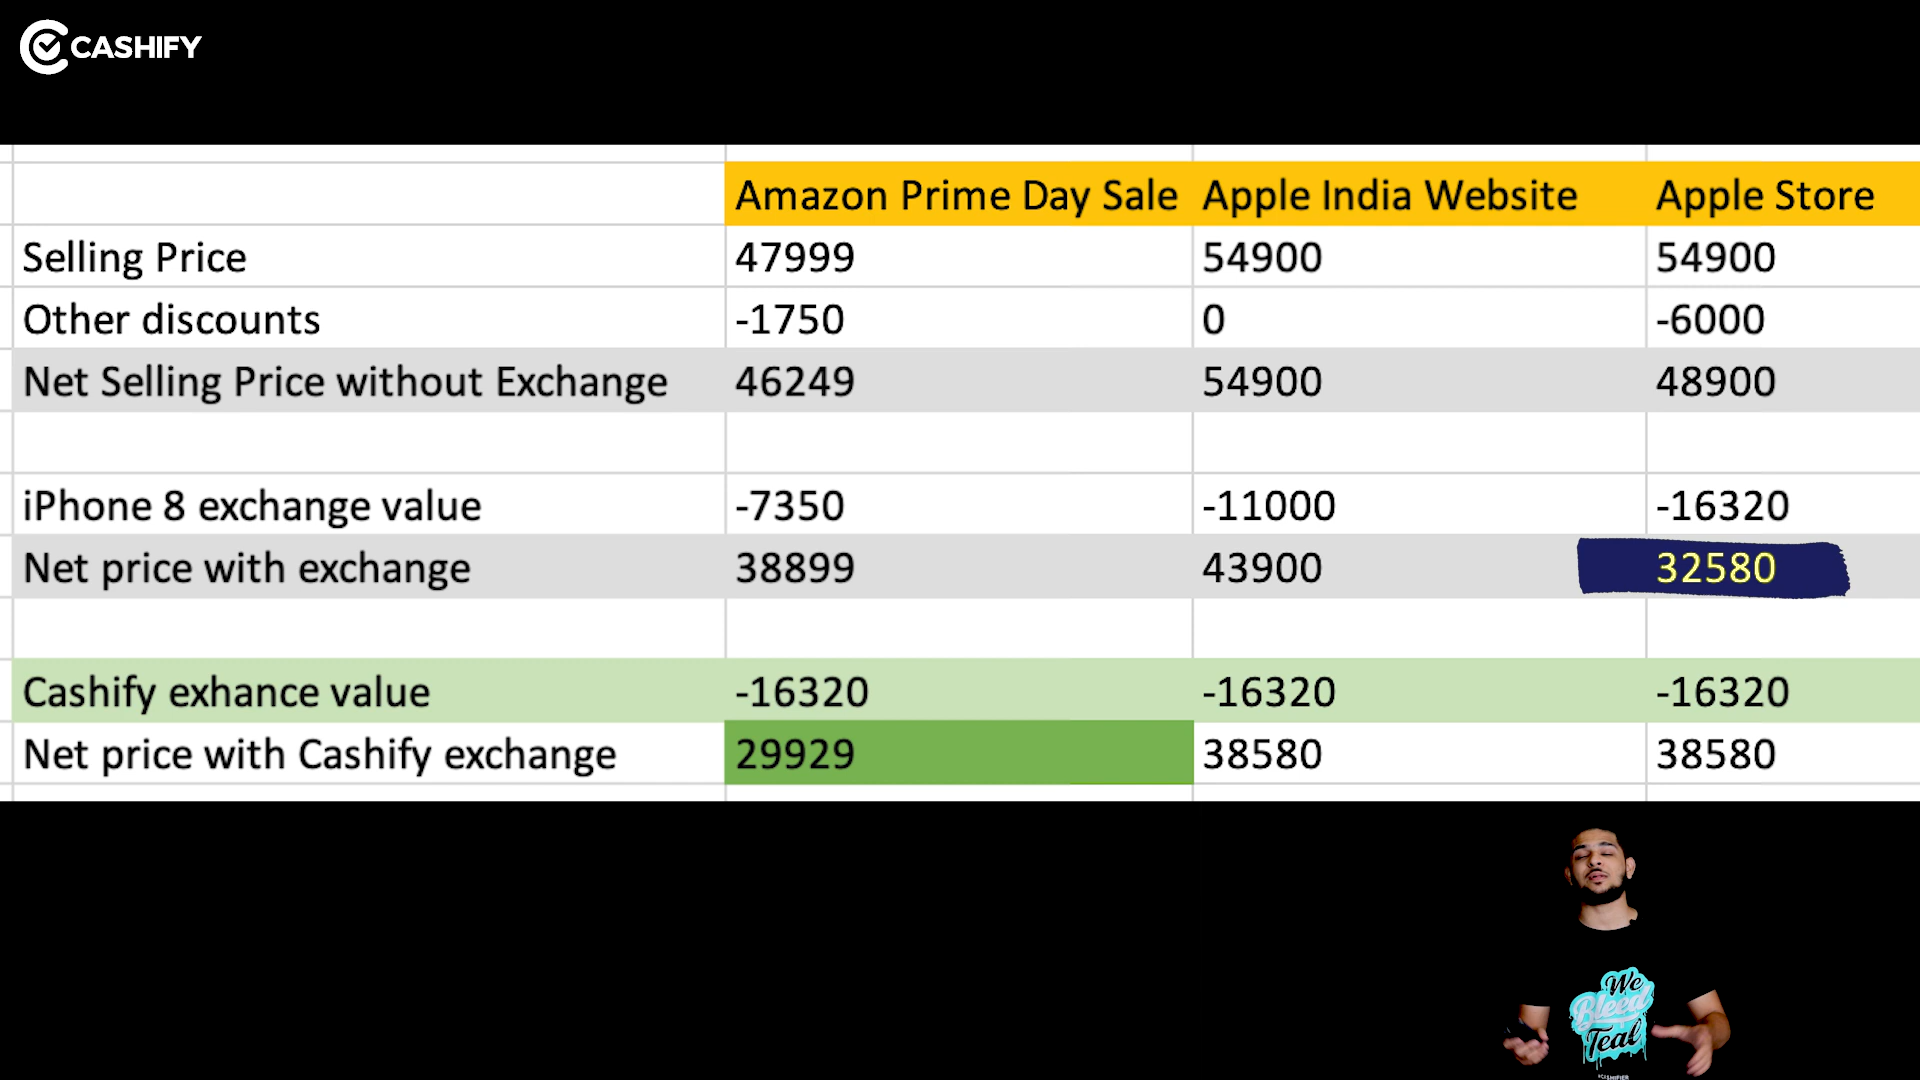 CASHIFY
Amazon Prime Day Sale Apple India Website Apple Store
Selling Price 47999 54900 54900
Other discounts -1750 0 -6000
Net Selling Price without Exchange 46249 54900 48900
iPhone 8 exchange value -7350 -11000 -16320
Net price with exchange 38899 43900 32580
Cashify exhance value -16320 -16320 -16320
Net price with Cashify exchange 29929 38580 38580
We
Bleed
Teal